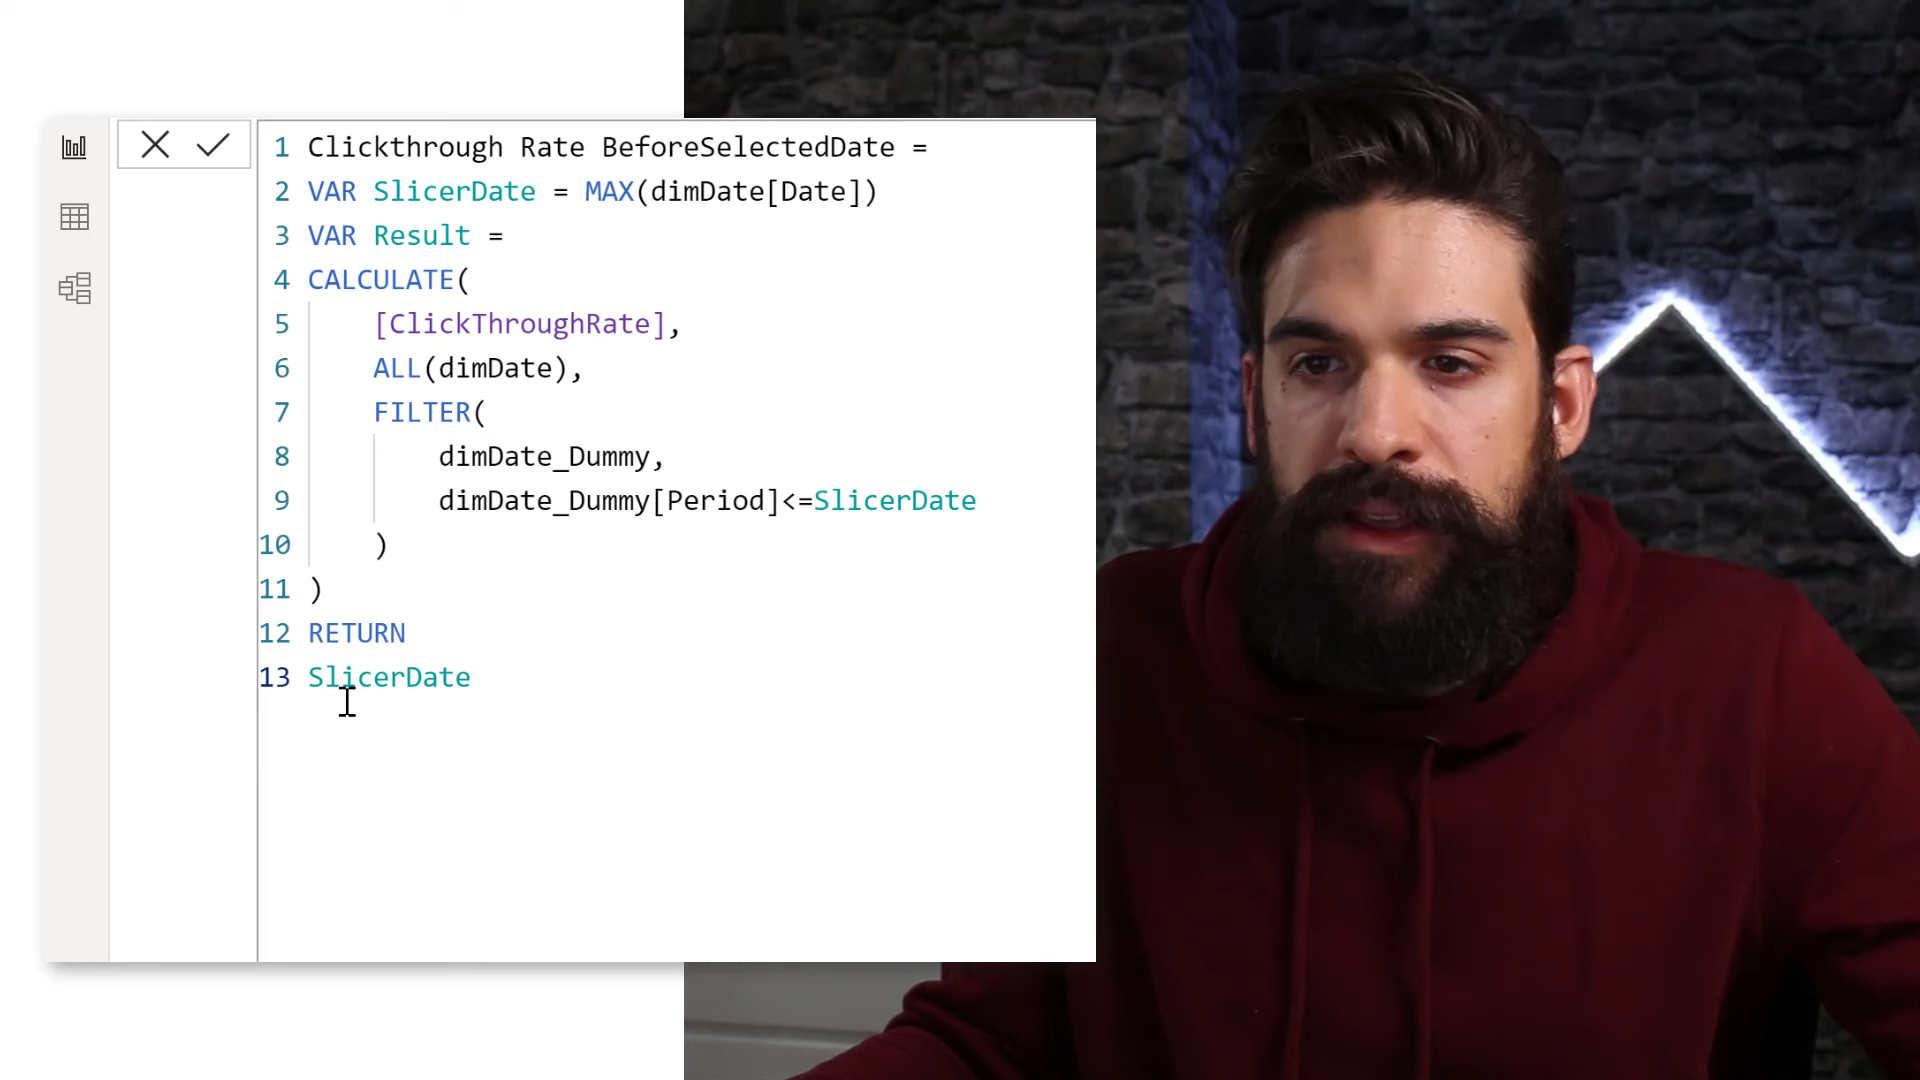 1 Clickthrough Rate BeforeSelectedDate =
2 VAR SlicerDate = MAX(dimDate[Date])
3 VAR Result =
4 CALCULATE(
5 [ClickThroughRate],
6 ALL(dimDate),
7 FILTER(
8 dimDate_Dummy,
9 dimDate_Dummy[Period]<=SlicerDate
10 )
11 )
12 RETURN
13 SlicerDate